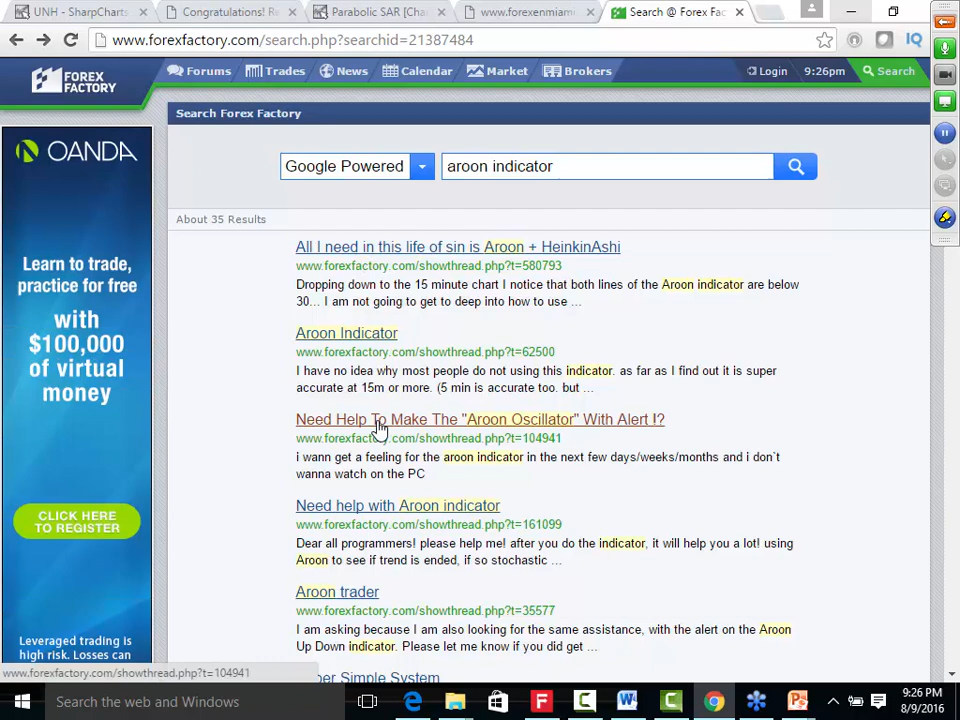 UNH - SharpCharts
Congratulations! Re
Parabolic SAR [Cha
www.forexenmiami
Search @ Forex Fac
www.forexfactory.com/search.php?searchid=21387484
IQ
FOREX
FACTORY
Forums
Trades
News
Calendar
Market
Brokers
Login
9:26pm
Search
Search Forex Factory
Google Powered
aroon indicator
About 35 Results
OANDA
Learn to trade,
practice for free
with
$100,000
of virtual
money
CLICK HERE
TO REGISTER
Leveraged trading is
high risk. Losses can
All I need in this life of sin is Aroon + HeinkinAshi
www.forexfactory.com/showthread.php?t=580793
Dropping down to the 15 minute chart I notice that both lines of the Aroon indicator are below
30... I am not going to get to deep into how to use ...
Aroon Indicator
www.forexfactory.com/showthread.php?t=62500
I have no idea why most people do not using this indicator. as far as I find out it is super
accurate at 15m or more. (5 min is accurate too. but ...
Need Help To Make The "Aroon Oscillator" With Alert !?
www.forexfactory.com/showthread.php?t=104941
i wann get a feeling for the aroon indicator in the next few days/weeks/months and i don`t
wanna watch on the PC
Need help with Aroon indicator
www.forexfactory.com/showthread.php?t=161099
Dear all programmers! please help me! after you do the indicator, it will help you a lot! using
Aroon to see if trend is ended, if so stochastic ...
Aroon trader
www.forexfactory.com/showthread.php?t=35577
I am asking because I am also looking for the same assistance, with the alert on the Aroon
Up Down indicator. Please let me know if you did get ...
Simple System
www.forexfactory.com/showthread.php?t=104941
Search the web and Windows
9:26 PM
8/9/2016